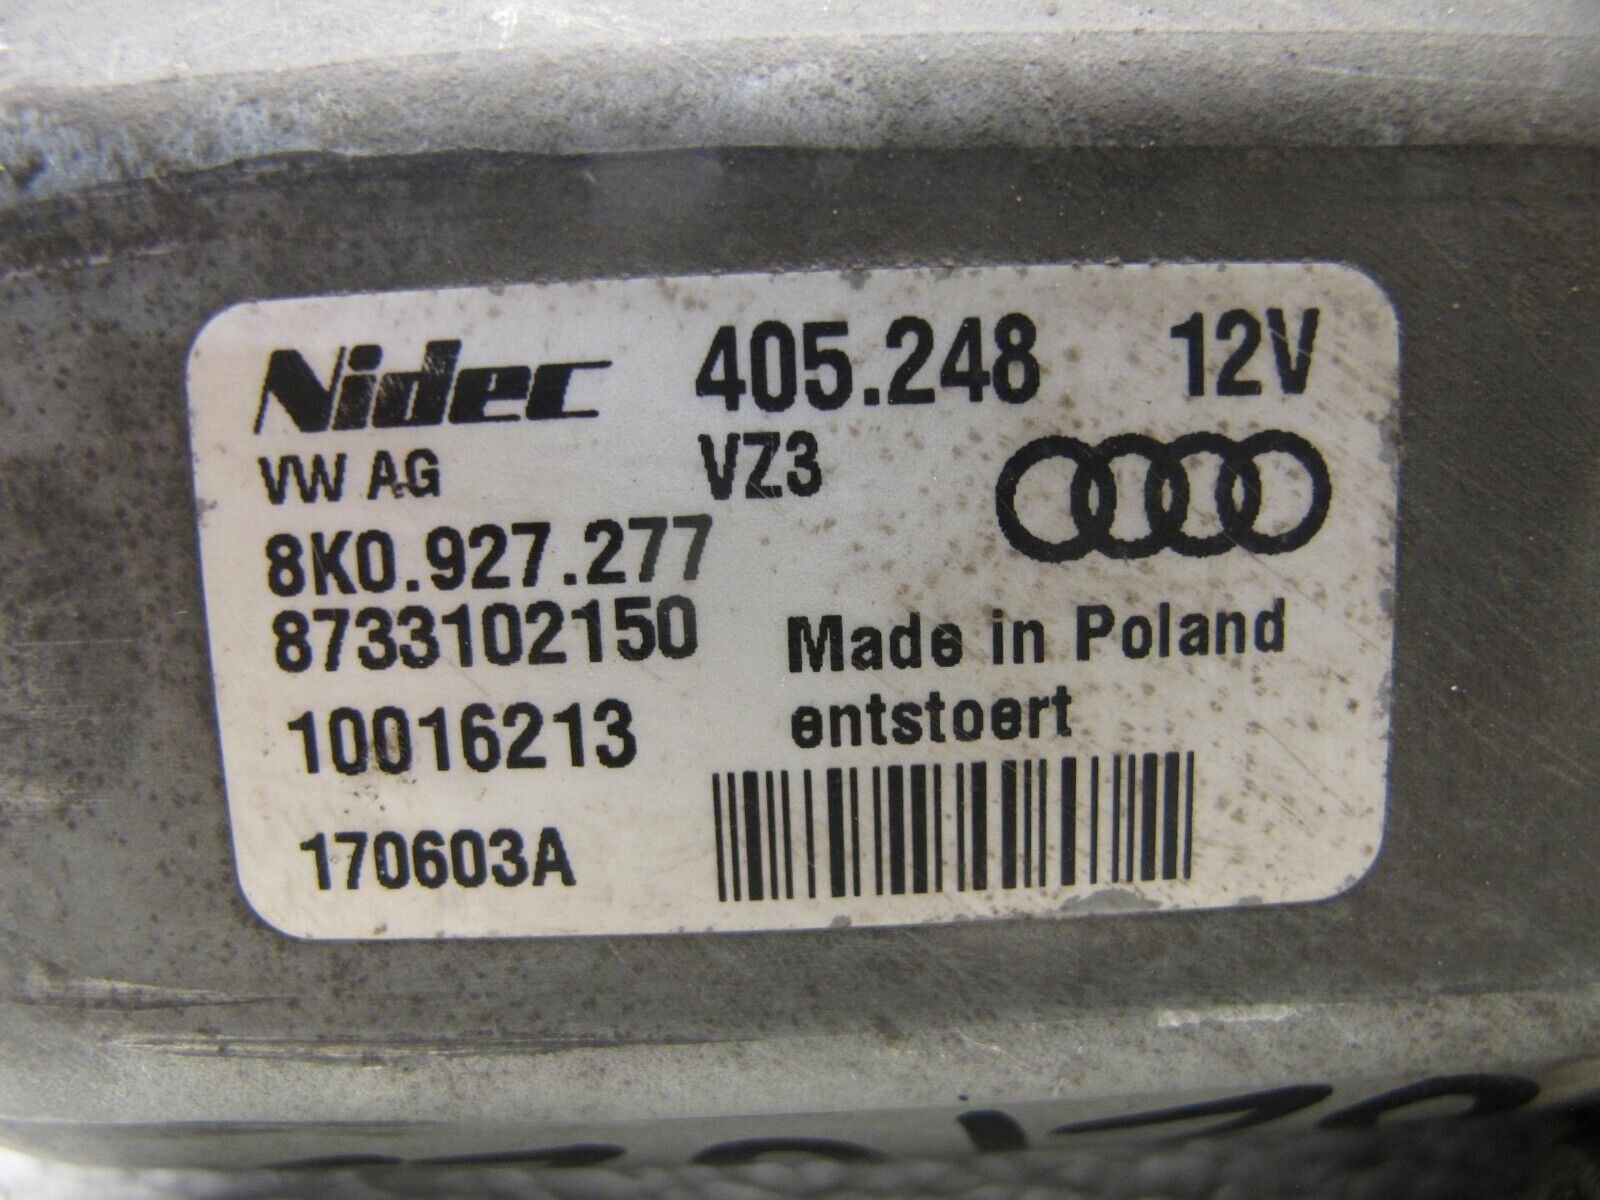 Nidec 405.248 12V
VW AG VZ3
8K0.927.277
8733102150 Made in Poland
10016213 entstoert
170603A